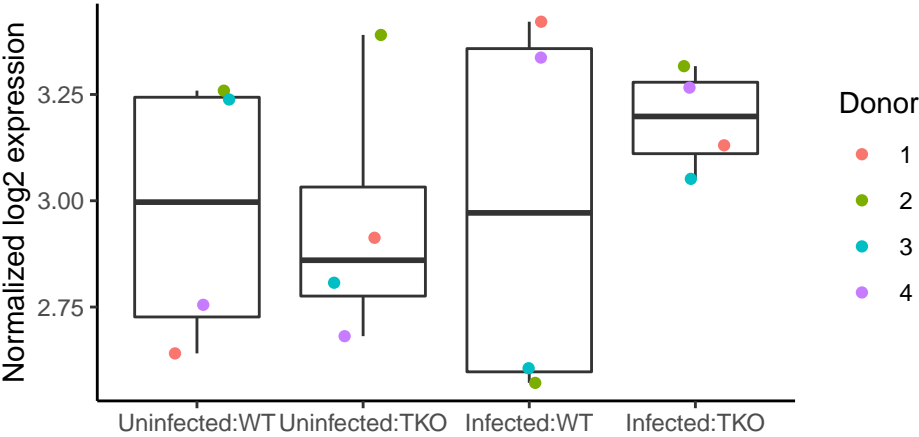 Normalized log2 expression
3.25
3.00
2.75
Uninfected:WT Uninfected:TKO Infected:WT Infected:TKO
Donor
1
2
3
4